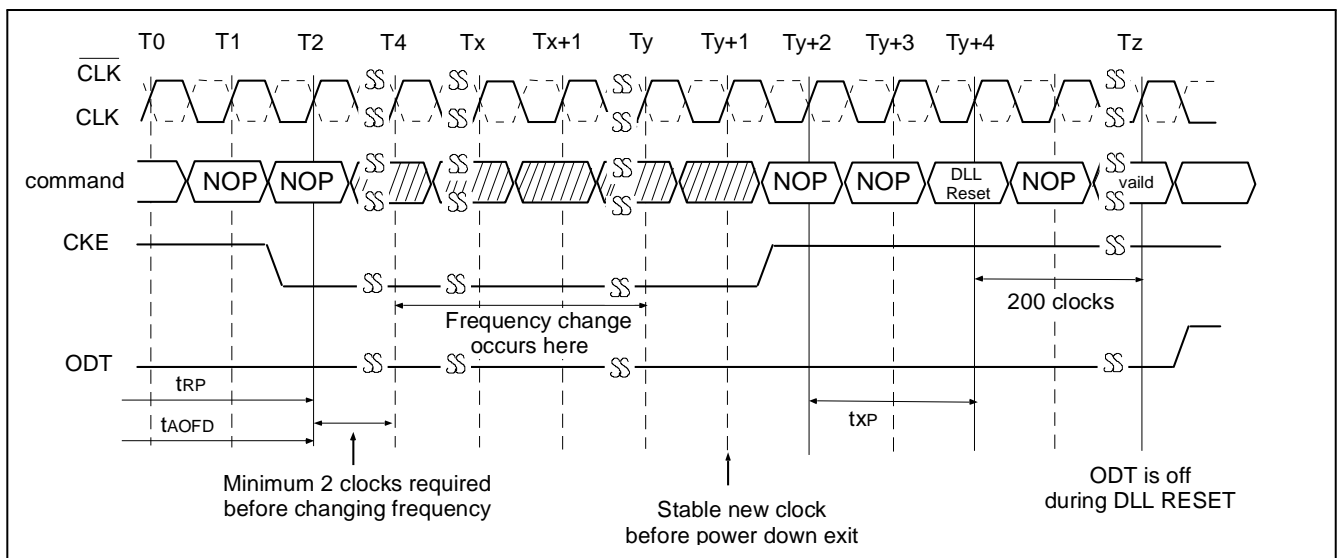 T0 T1 T2 T4 Tx Tx+1 Ty Ty+1 Ty+2 Ty+3 Ty+4 Tz
CLK
CLK
command NOP NOP NOP NOP DLL Reset NOP vaild
CKE
200 clocks
Frequency change
occurs here
ODT
tRP
txP
tAOFD
Minimum 2 clocks required
before changing frequency
Stable new clock
before power down exit
ODT is off
during DLL RESET